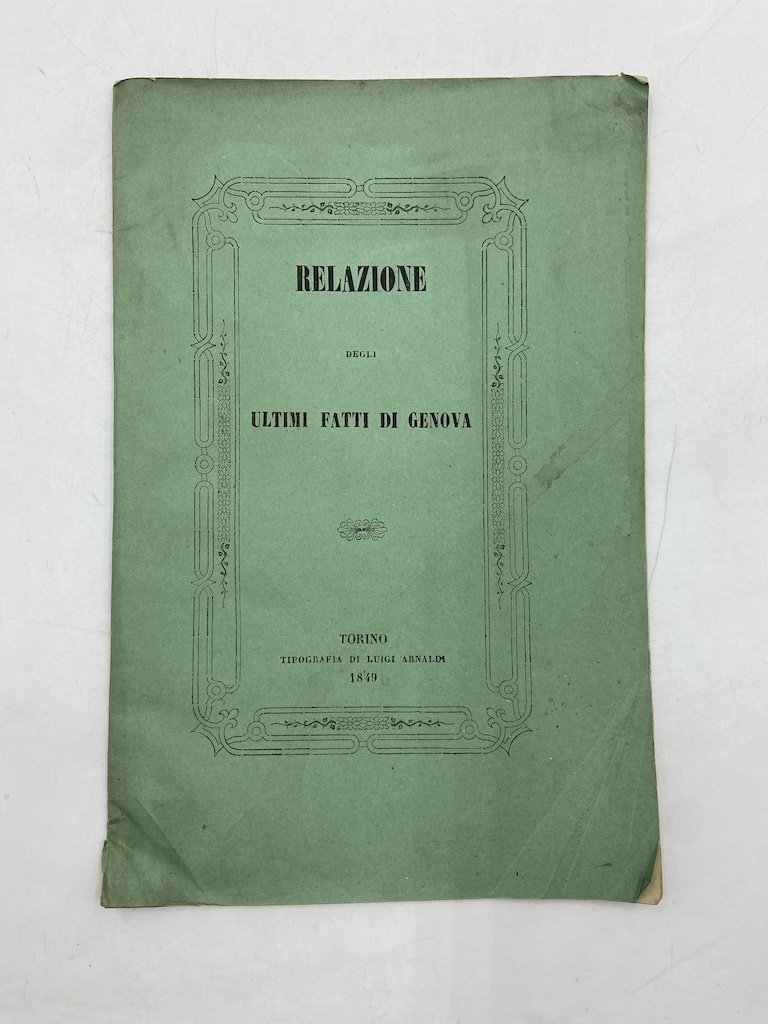 RELAZIONE
DEGLI
ULTIMI FATTI DI GENOVA
TORINO
TIPOGRAFIA DI LUIGI ARNALDI
1849